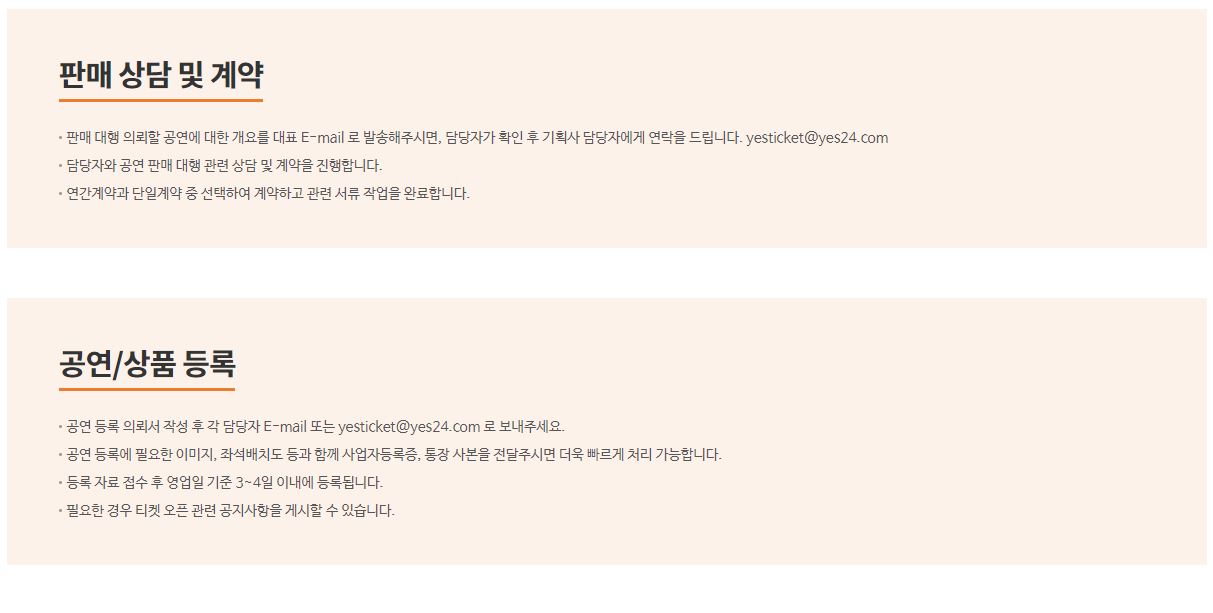 판매 상담 및 계약
· 판매 대행 의뢰할 공연에 대한 개요를 대표 E-mail 로 발송해주시면, 담당자가 확인 후 기획사 담당자에게 연락을 드립니다. yesticket@yes24.com
· 담당자와 공연 판매 대행 관련 상담 및 계약을 진행합니다.
· 연간계약과 단일계약 중 선택하여 계약하고 관련 서류 작업을 완료합니다.
공연/상품 등록
· 공연 등록 의뢰서 작성 후 각 담당자 E-mail 또는 yesticket@yes24.com 로 보내주세요.
· 공연 등록에 필요한 이미지, 좌석배치도 등과 함께 사업자등록증, 통장 사본을 전달주시면 더욱 빠르게 처리 가능합니다.
· 등록 자료 접수 후 영업일 기준 3~4일 이내에 등록됩니다.
· 필요한 경우 티켓 오픈 관련 공지사항을 게시할 수 있습니다.